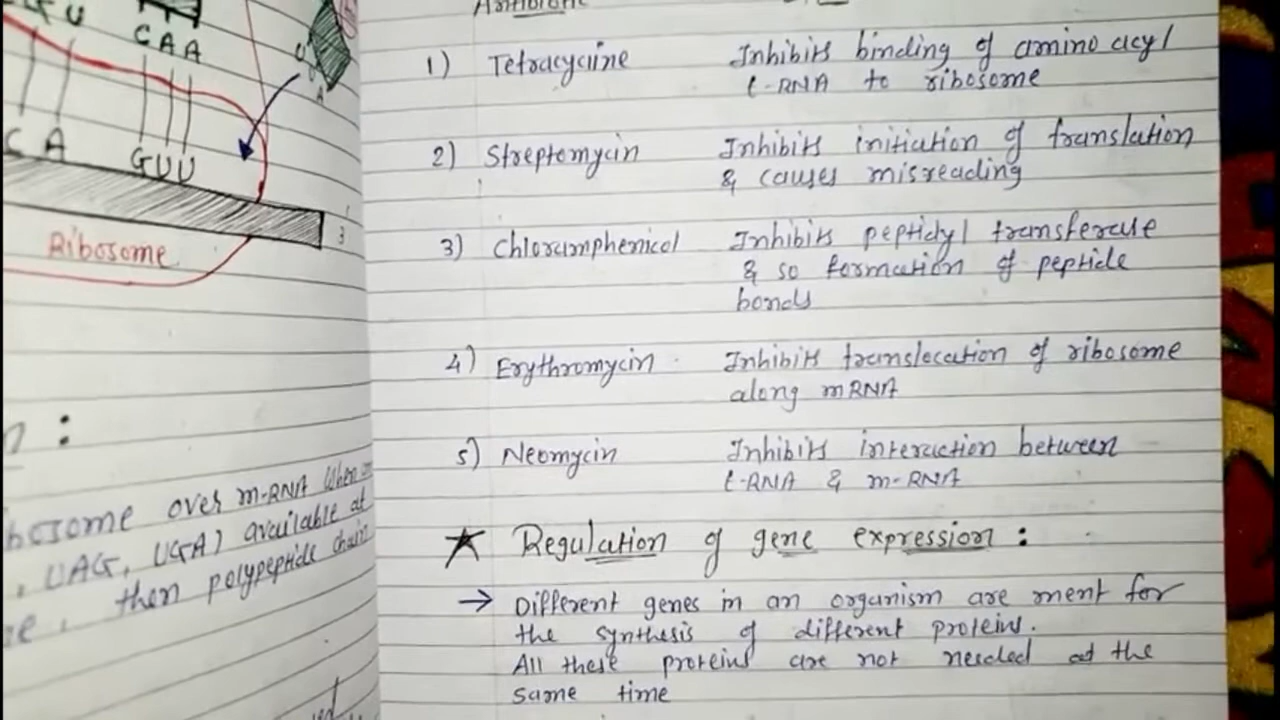 Antibiotic
C A A
C A
G U U
Ribosome
1) Tetracycline Inhibits binding of amino acyl
t-RNA to ribosome
2) Streptomycin Inhibits initiation of translation
& causes misreading
3) Chloramphenicol Inhibits peptidyl transferase
& so formation of peptide
bonds
4) Erythromycin Inhibits translocation of ribosome
along mRNA
5) Neomycin Inhibits interaction between
t-RNA & m-RNA
★ Regulation of gene expression :
→ Different genes in an organism are ment for
the synthesis of different proteins.
All these proteins are not needed at the
same time
over m-RNA When
, UAG, UGA) available at
then polypeptide chain